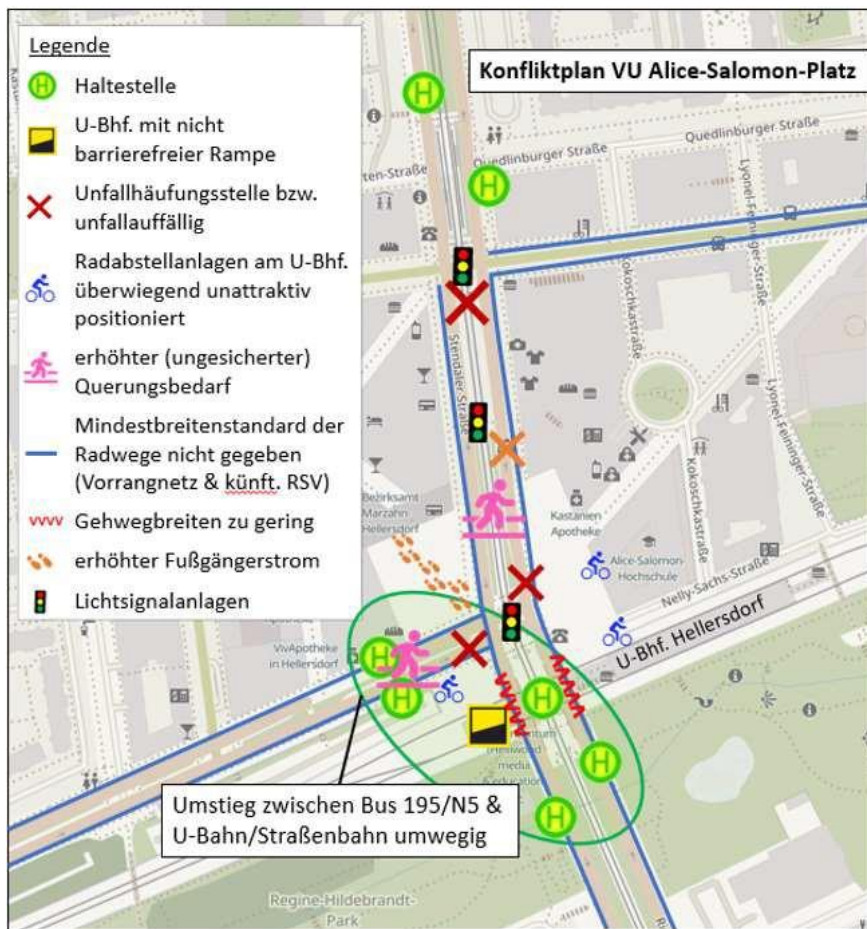 Legende
Haltestelle
U-Bhf. mit nicht
barrierefreier Rampe
Unfallhäufungsstelle bzw.
unfallauffällig
Radabstellanlagen am U-Bhf.
überwiegend unattraktiv
positioniert
erhöhter (ungesicherter)
Querungsbedarf
Mindestbreitenstandard der
Radwege nicht gegeben
(Vorrangnetz & künft. RSV)
Gehwegbreiten zu gering
erhöhter Fußgängerstrom
Lichtsignalanlagen
Konfliktplan VU Alice-Salomon-Platz
H
H
Quedlinburger Straße
Quedlinburger Straße
ten-Straße
Lyonel-Feininger-Straße
Kokoschkastraße
Stendaler Straße
Lyonel-Feininger-Straße
Kokoschkastraße
Bezirksamt
Marzahn
Hellersdorf
Kastanien
Apotheke
Alice-Salomon-
Hochschule
Nelly-Sachs-Straße
U-Bhf. Hellersdorf
VivApotheke
in Hellersdorf
H
H
H
H
H
media
Umstieg zwischen Bus 195/N5 &
U-Bahn/Straßenbahn umwegig
Regine-Hildebrandt-
Park